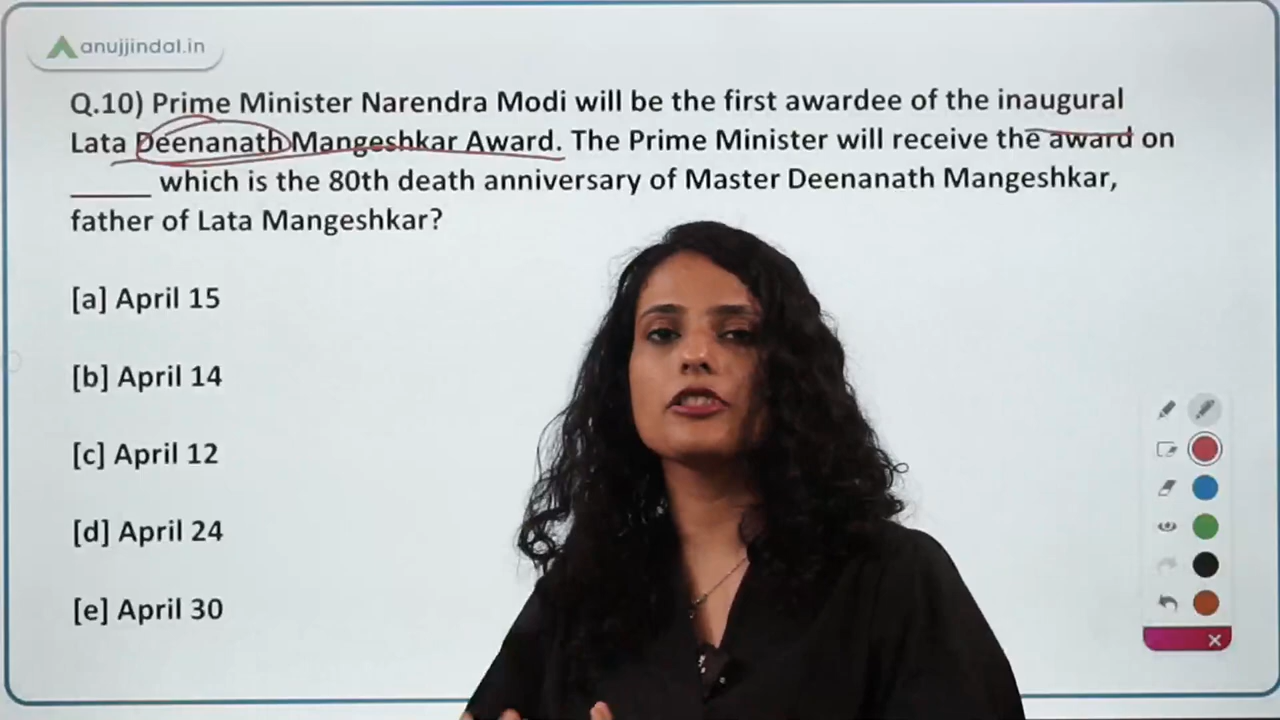 anujjindal.in
Q.10) Prime Minister Narendra Modi will be the first awardee of the inaugural
Lata Deenanath Mangeshkar Award. The Prime Minister will receive the award on
_____ which is the 80th death anniversary of Master Deenanath Mangeshkar,
father of Lata Mangeshkar?
[a] April 15
[b] April 14
[c] April 12
[d] April 24
[e] April 30